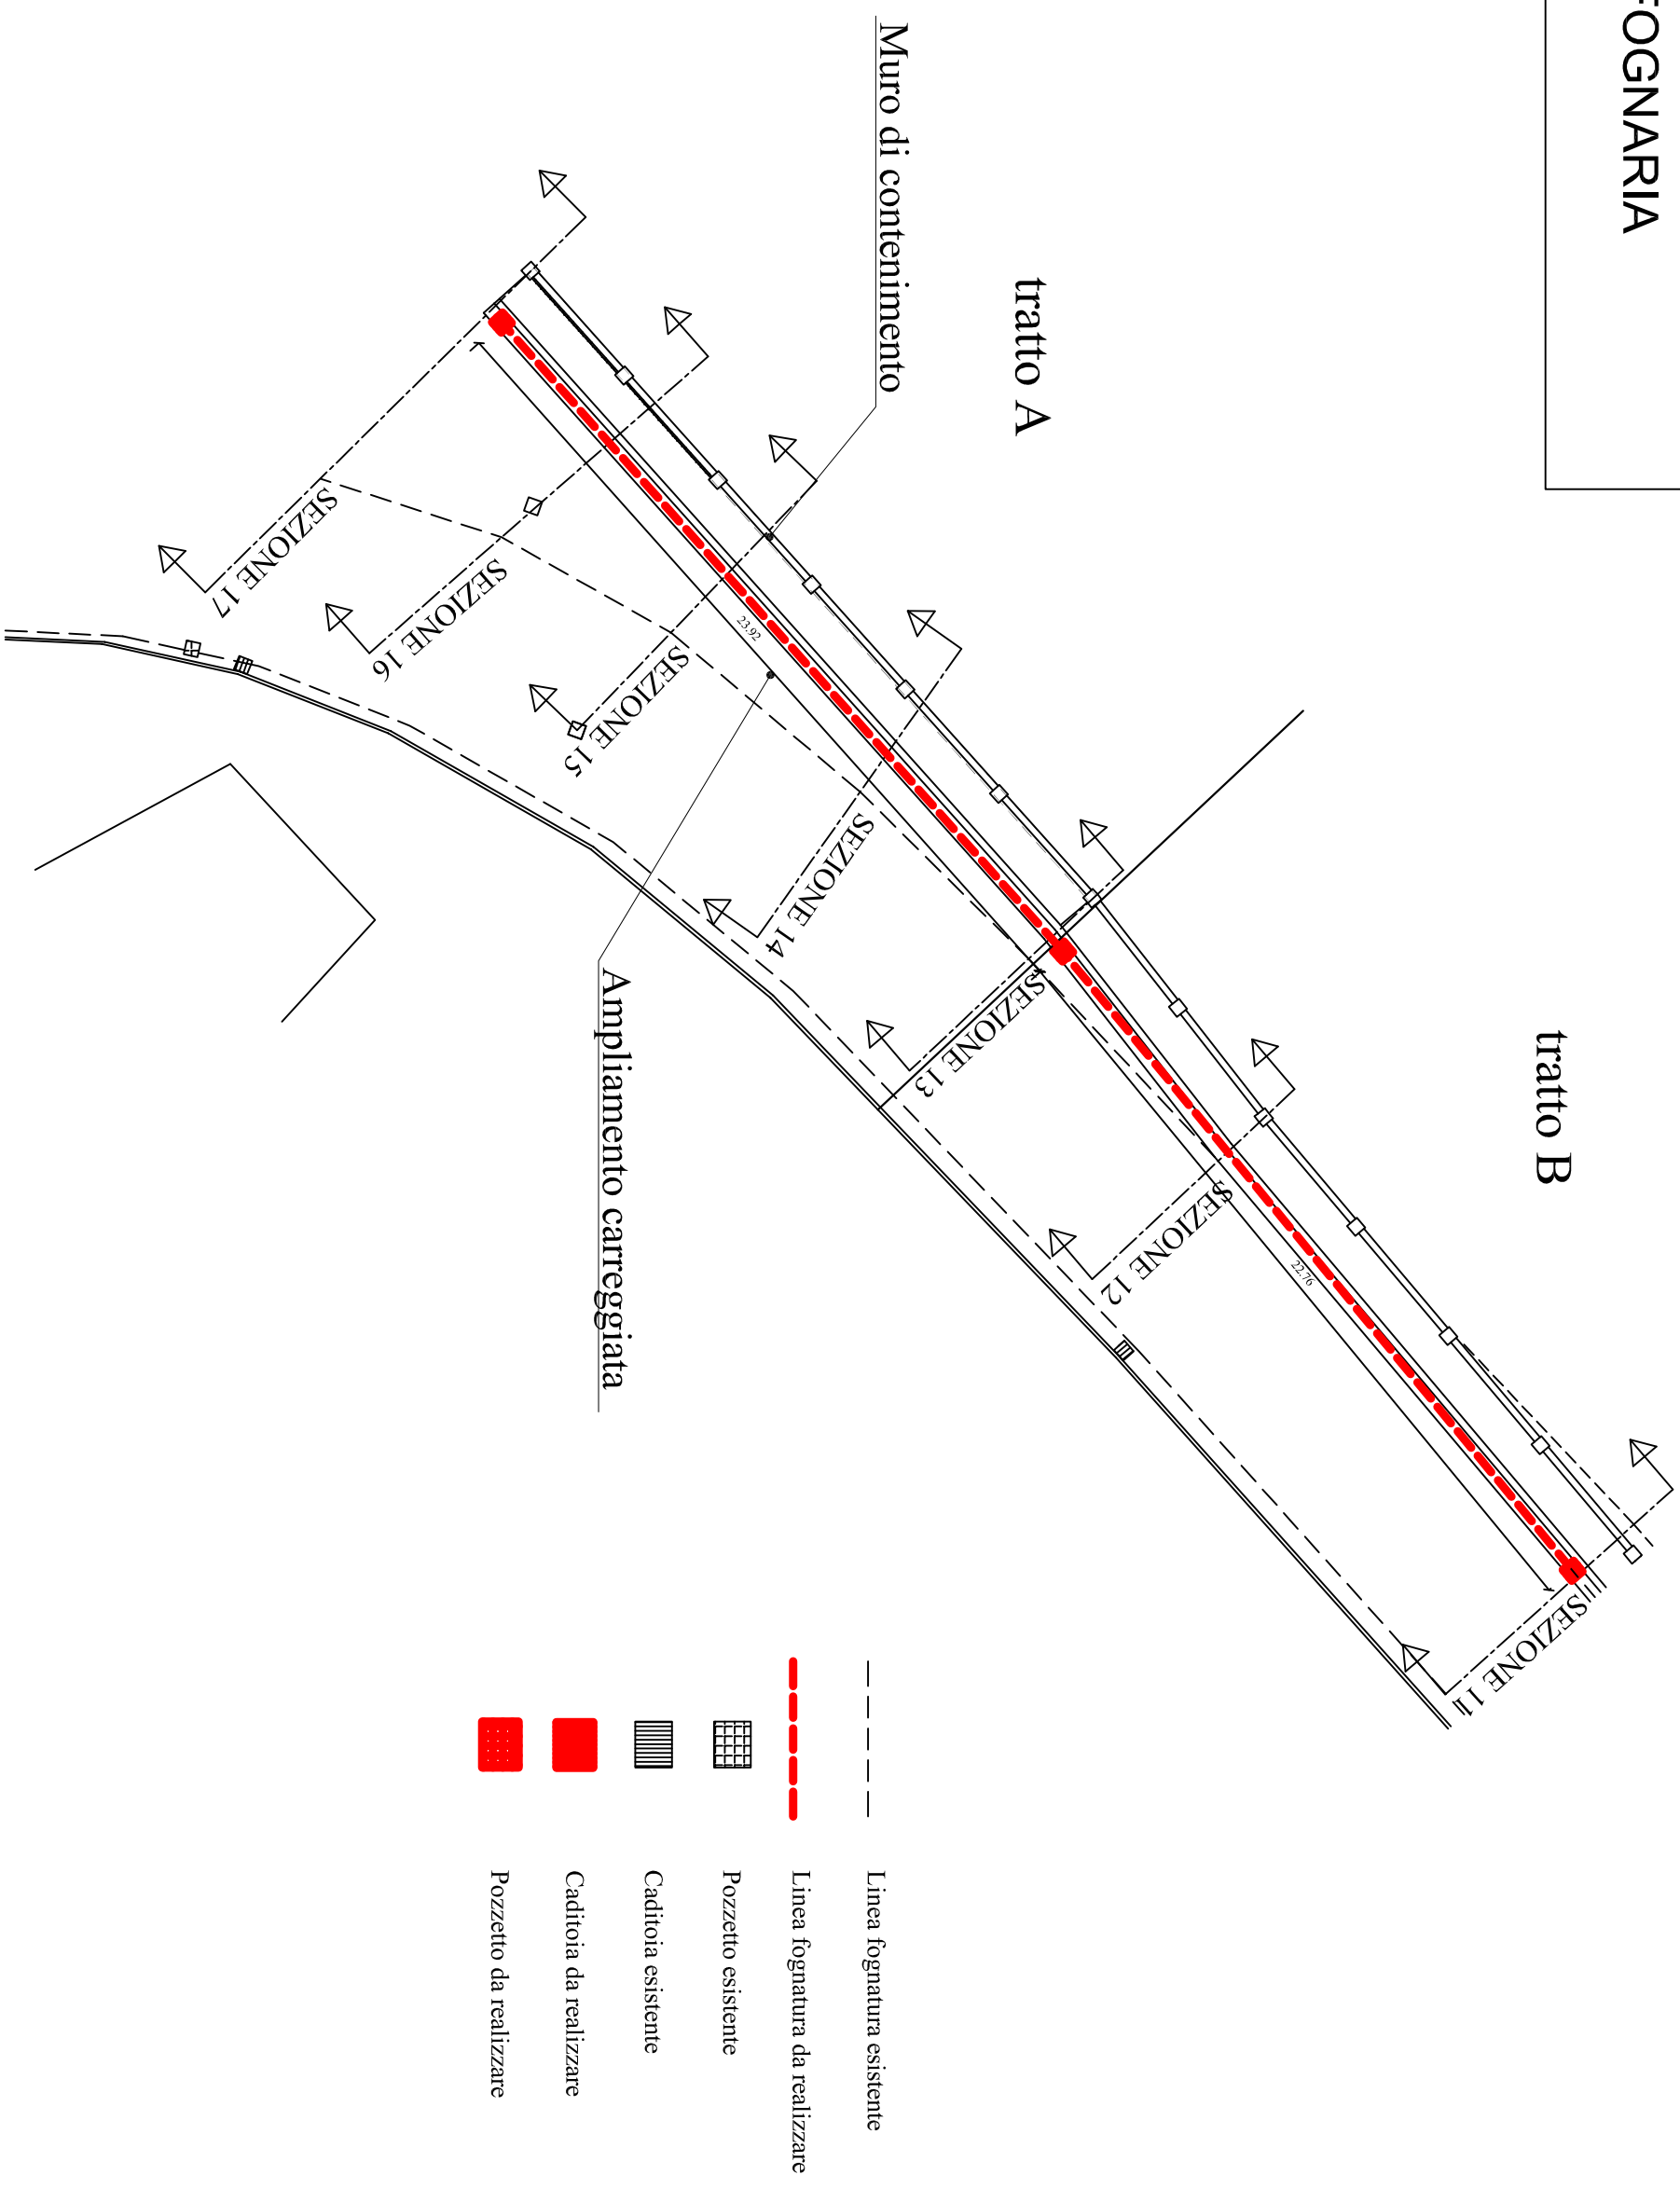 FOGNARIA
tratto B
tratto A
Muro di contenimento
SEZIONE 17
SEZIONE 16
SEZIONE 15
SEZIONE 14
SEZIONE 13
SEZIONE 12
SEZIONE 11
23.92
22.76
Ampliamento carreggiata
Linea fognatura esistente
Linea fognatura da realizzare
Pozzetto esistente
Caditoia esistente
Caditoia da realizzare
Pozzetto da realizzare